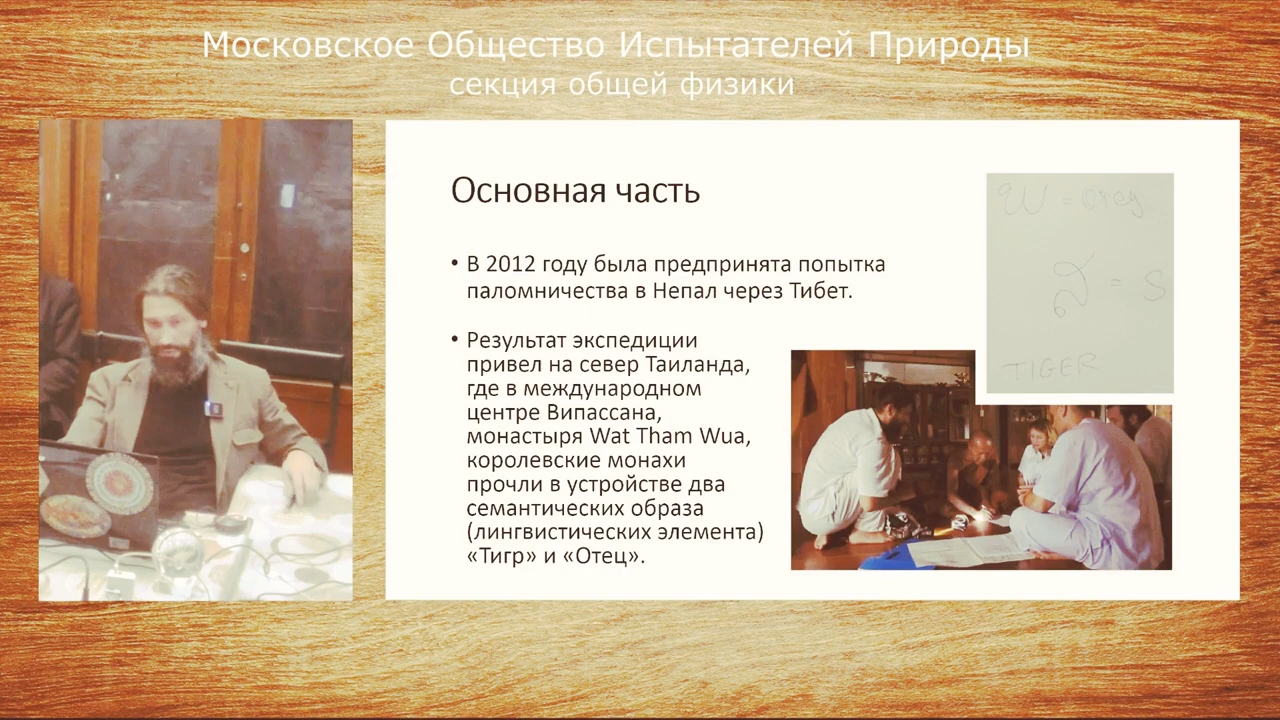 Московское Общество Испытателей Природы
секция общей физики
Основная часть
• В 2012 году была предпринята попытка
паломничества в Непал через Тибет.
• Результат экспедиции
привел на север Таиланда,
где в международном
центре Випассана,
монастыря Wat Tham Wua,
королевские монахи
прочли в устройстве два
семантических образа
(лингвистических элемента)
«Тигр» и «Отец».
= S
TIGER